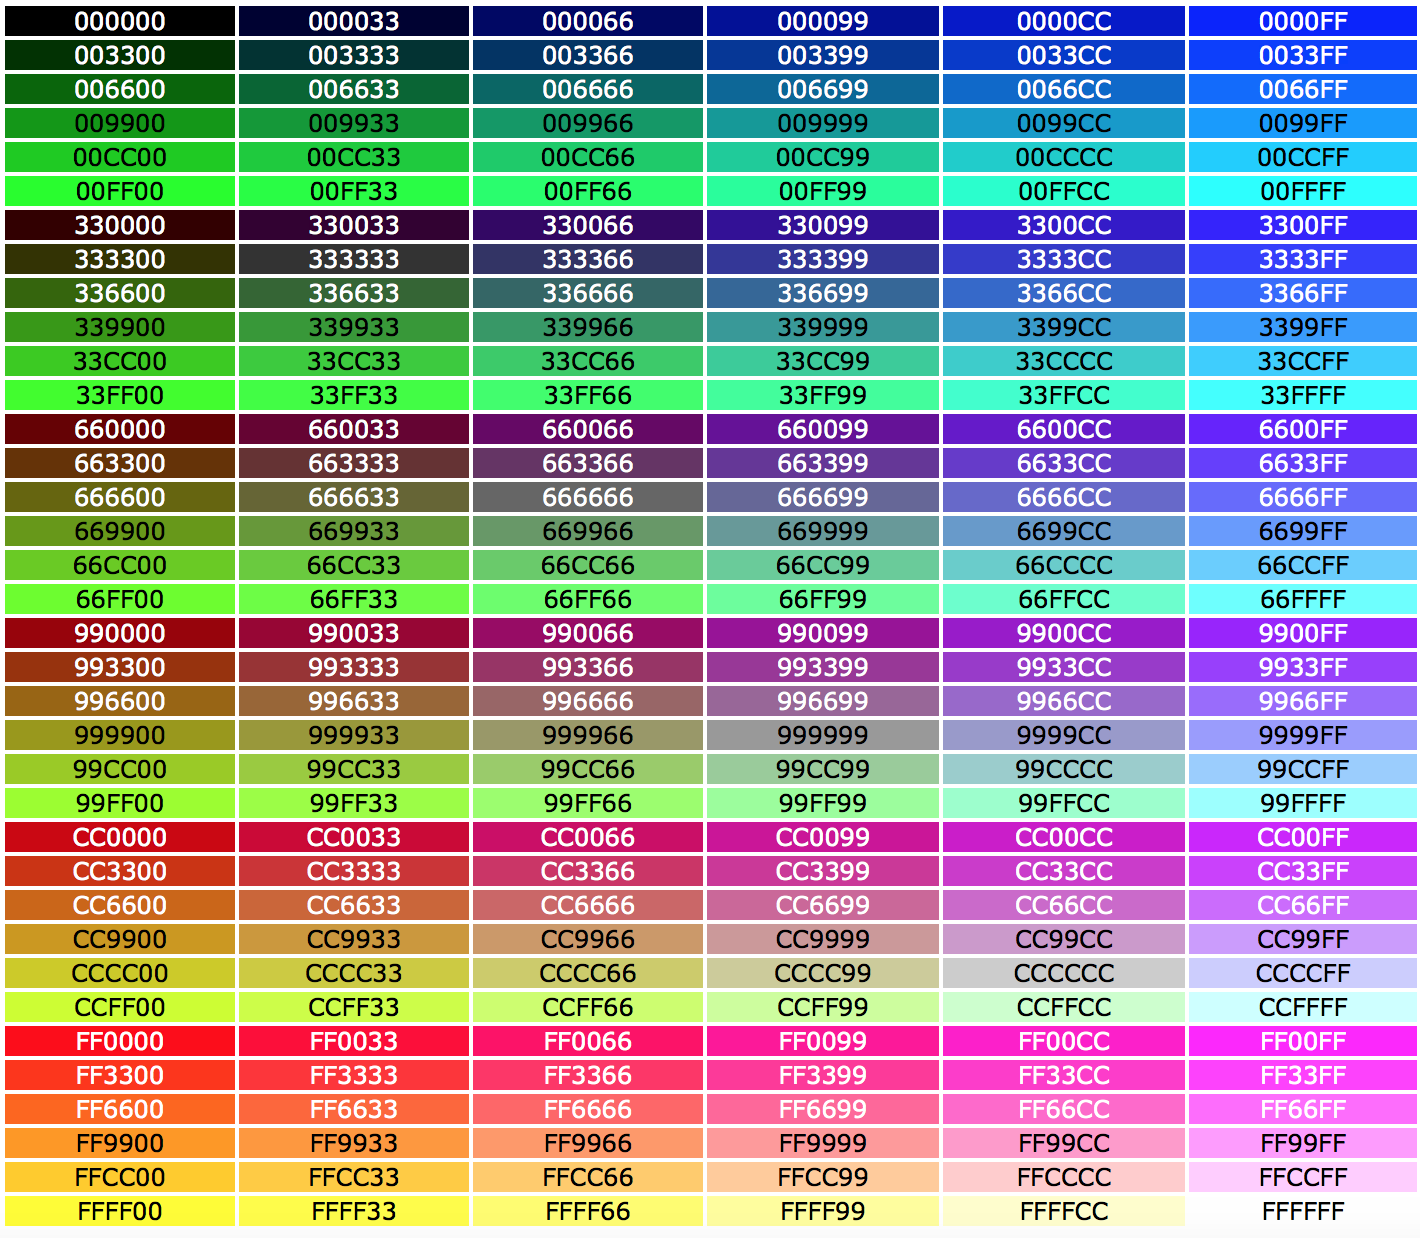 000000 000033 000066 000099 0000CC 0000FF
003300 003333 003366 003399 0033CC 0033FF
006600 006633 006666 006699 0066CC 0066FF
009900 009933 009966 009999 0099CC 0099FF
00CC00 00CC33 00CC66 00CC99 00CCCC 00CCFF
00FF00 00FF33 00FF66 00FF99 00FFCC 00FFFF
330000 330033 330066 330099 3300CC 3300FF
333300 333333 333366 333399 3333CC 3333FF
336600 336633 336666 336699 3366CC 3366FF
339900 339933 339966 339999 3399CC 3399FF
33CC00 33CC33 33CC66 33CC99 33CCCC 33CCFF
33FF00 33FF33 33FF66 33FF99 33FFCC 33FFFF
660000 660033 660066 660099 6600CC 6600FF
663300 663333 663366 663399 6633CC 6633FF
666600 666633 666666 666699 6666CC 6666FF
669900 669933 669966 669999 6699CC 6699FF
66CC00 66CC33 66CC66 66CC99 66CCCC 66CCFF
66FF00 66FF33 66FF66 66FF99 66FFCC 66FFFF
990000 990033 990066 990099 9900CC 9900FF
993300 993333 993366 993399 9933CC 9933FF
996600 996633 996666 996699 9966CC 9966FF
999900 999933 999966 999999 9999CC 9999FF
99CC00 99CC33 99CC66 99CC99 99CCCC 99CCFF
99FF00 99FF33 99FF66 99FF99 99FFCC 99FFFF
CC0000 CC0033 CC0066 CC0099 CC00CC CC00FF
CC3300 CC3333 CC3366 CC3399 CC33CC CC33FF
CC6600 CC6633 CC6666 CC6699 CC66CC CC66FF
CC9900 CC9933 CC9966 CC9999 CC99CC CC99FF
CCCC00 CCCC33 CCCC66 CCCC99 CCCCCC CCCCFF
CCFF00 CCFF33 CCFF66 CCFF99 CCFFCC CCFFFF
FF0000 FF0033 FF0066 FF0099 FF00CC FF00FF
FF3300 FF3333 FF3366 FF3399 FF33CC FF33FF
FF6600 FF6633 FF6666 FF6699 FF66CC FF66FF
FF9900 FF9933 FF9966 FF9999 FF99CC FF99FF
FFCC00 FFCC33 FFCC66 FFCC99 FFCCCC FFCCFF
FFFF00 FFFF33 FFFF66 FFFF99 FFFFCC FFFFFF